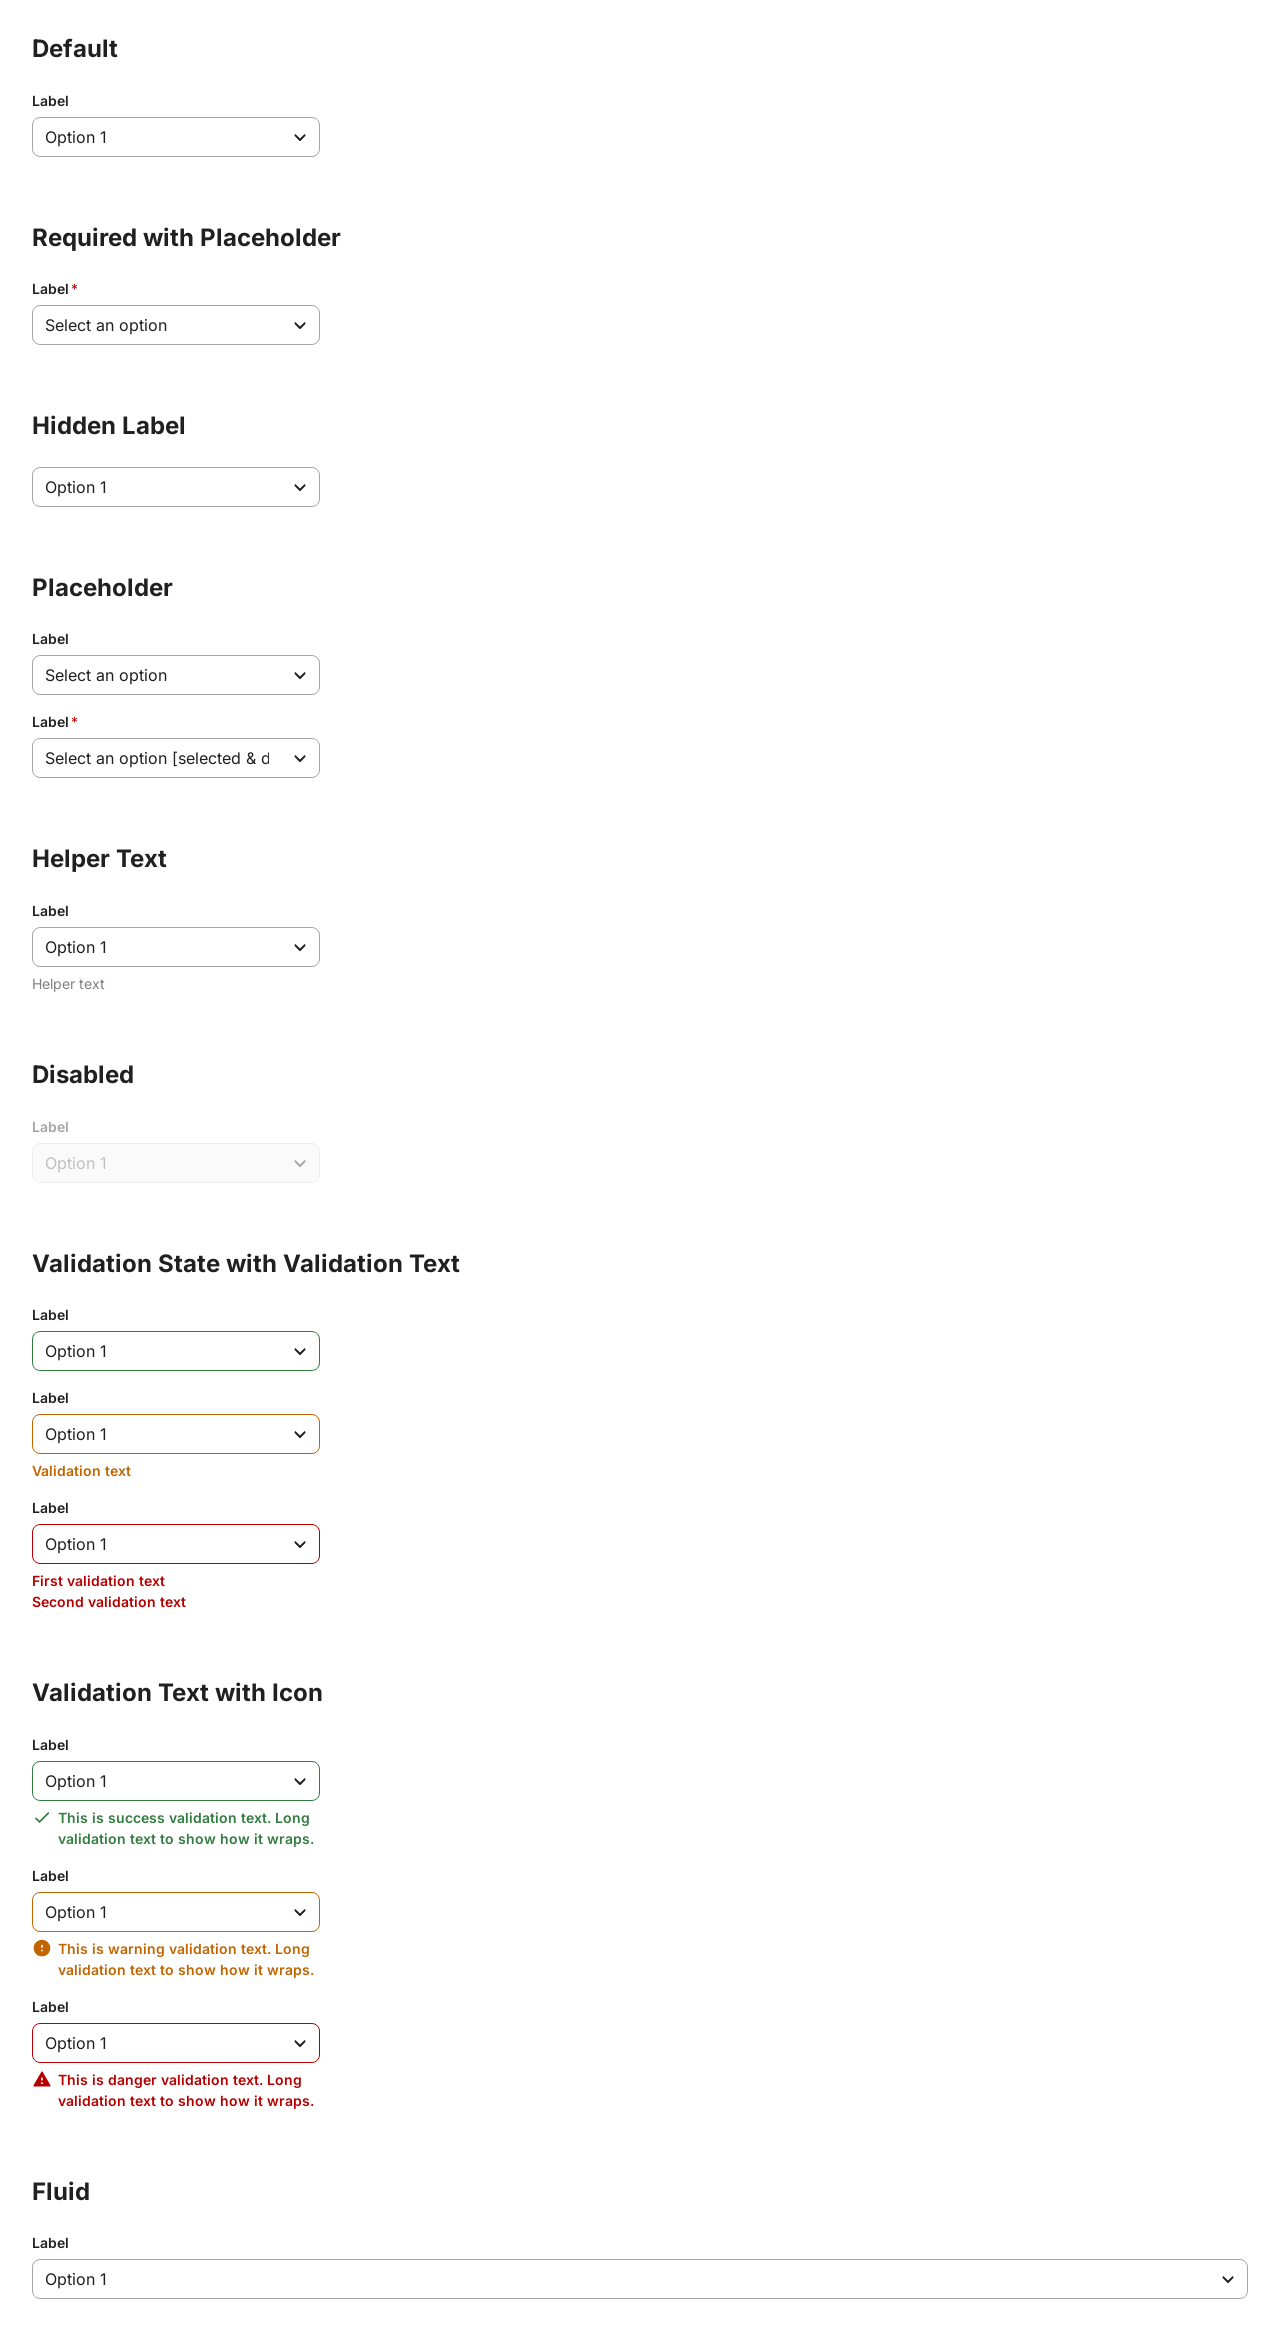 Default
Label
Option 1
Required with Placeholder
Label*
Select an option
Hidden Label
Option 1
Placeholder
Label
Select an option
Label*
Select an option [selected & d
Helper Text
Label
Option 1
Helper text
Disabled
Label
Option 1
Validation State with Validation Text
Label
Option 1
Label
Option 1
Validation text
Label
Option 1
First validation text
Second validation text
Validation Text with Icon
Label
Option 1
This is success validation text. Long
validation text to show how it wraps.
Label
Option 1
This is warning validation text. Long
validation text to show how it wraps.
Label
Option 1
This is danger validation text. Long
validation text to show how it wraps.
Fluid
Label
Option 1